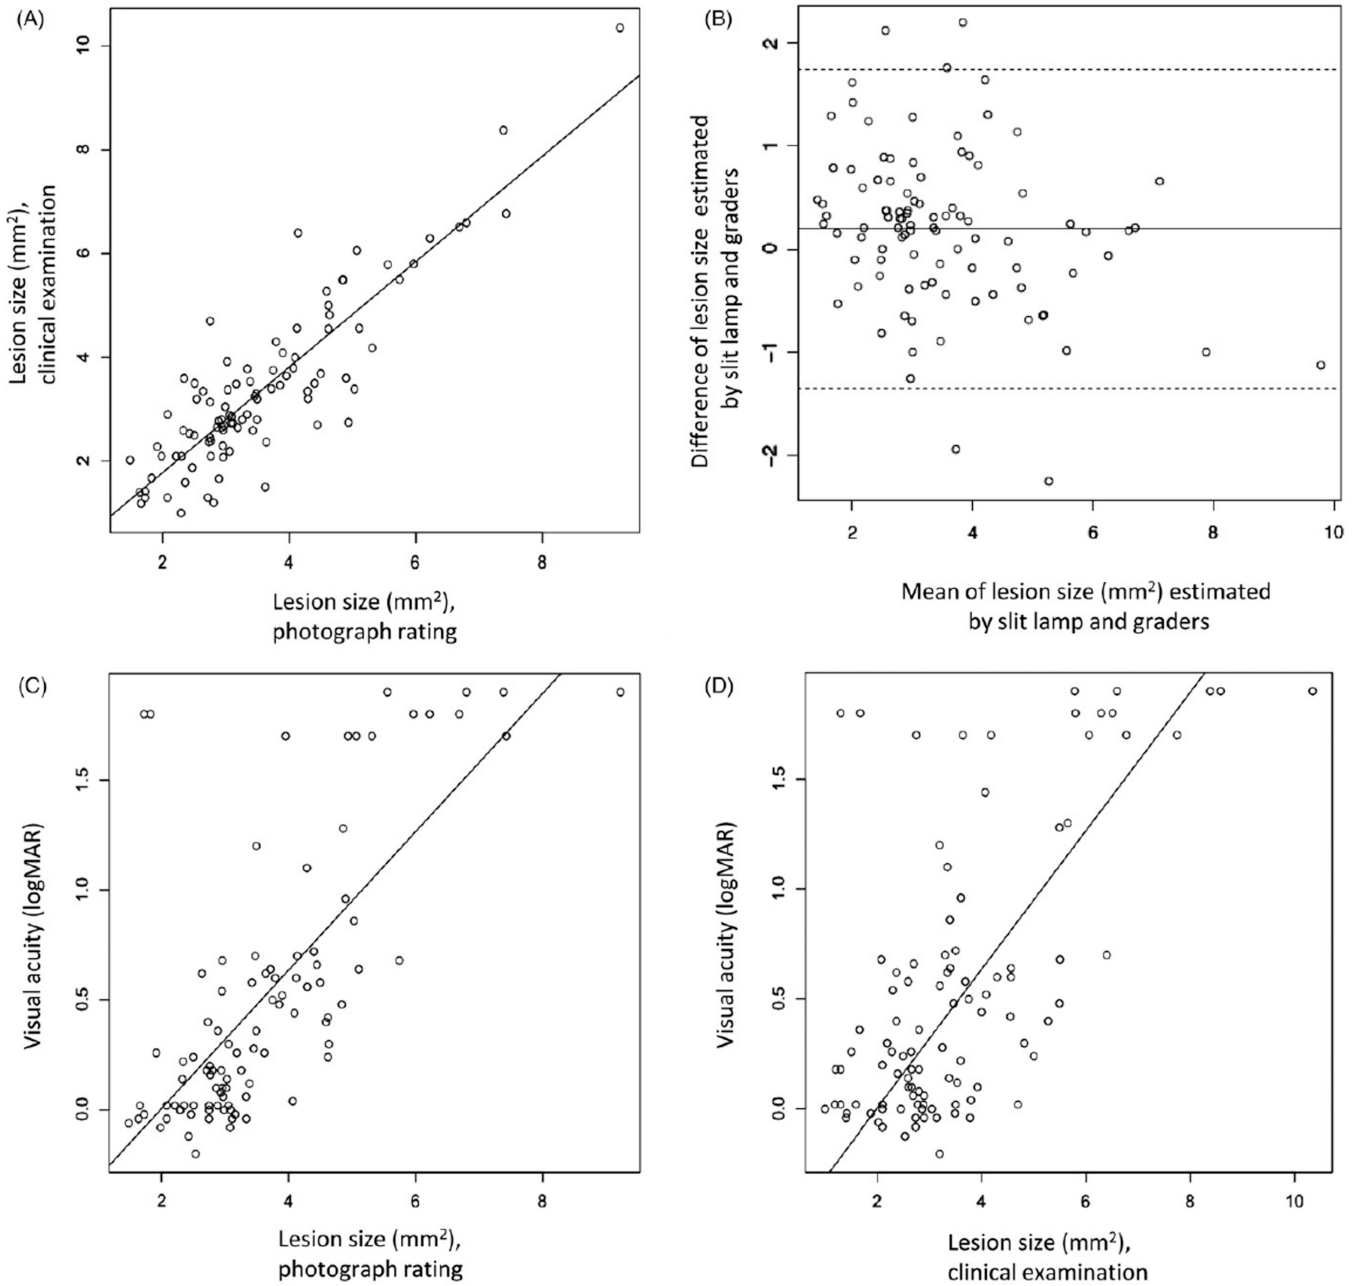 (A)
10
8
6
4
2
Lesion size (mm²),
clinical examination
2 4 6 8
Lesion size (mm²),
photograph rating
(B)
2
1
0
-1
-2
Difference of lesion size estimated
by slit lamp and graders
2 4 6 8 10
Mean of lesion size (mm²) estimated
by slit lamp and graders
(C)
1.5
1.0
0.5
0.0
Visual acuity (logMAR)
2 4 6 8
Lesion size (mm²),
photograph rating
(D)
1.5
1.0
0.5
0.0
Visual acuity (logMAR)
2 4 6 8 10
Lesion size (mm²),
clinical examination